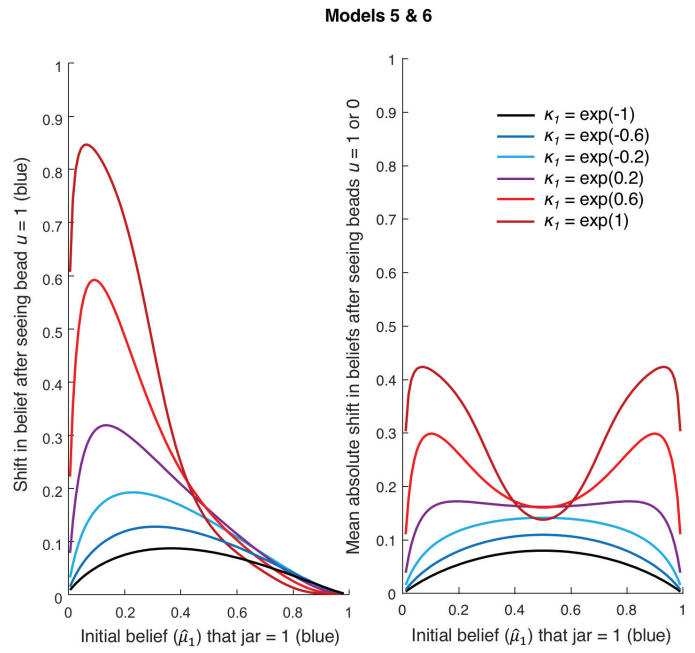 Models 5 & 6
Shift in belief after seeing bead u = 1 (blue)
1
0.9
0.8
0.7
0.6
0.5
0.4
0.3
0.2
0.1
0 0.2 0.4 0.6 0.8 1
Initial belief (μ̂₁) that jar = 1 (blue)
Mean absolute shift in beliefs after seeing beads u = 1 or 0
1
0.9
0.8
0.7
0.6
0.5
0.4
0.3
0.2
0.1
0
0 0.2 0.4 0.6 0.8 1
Initial belief (μ̂₁) that jar = 1 (blue)
κ₁ = exp(-1)
κ₁ = exp(-0.6)
κ₁ = exp(-0.2)
κ₁ = exp(0.2)
κ₁ = exp(0.6)
κ₁ = exp(1)